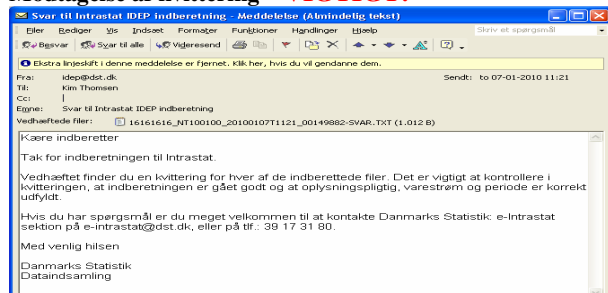 Svar til Intrastat IDEP indberetning - Meddelelse (Almindelig tekst)
Filer Rediger Vis Indsæt Formater Funktioner Handlinger Hjælp Skriv et spørgsmål
Besvar Svar til alle Videresend
Ekstra linjeskift i denne meddelelse er fjernet. Klik her, hvis du vil gendanne dem.
Fra: idep@dst.dk Sendt: to 07-01-2010 11:21
Til: Kim Thomsen
Cc:
Emne: Svar til Intrastat IDEP indberetning
Vedhæftede filer: 16161616_NT100100_20100107T1121_00149882-SVAR.TXT (1.012 B)
Kære indberetter
Tak for indberetningen til Intrastat.
Vedhæftet finder du en kvittering for hver af de indberettede filer. Det er vigtigt at kontrollere i
kvitteringen, at indberetningen er gået godt og at oplysningspligtig, varestrøm og periode er korrekt
udfyldt.
Hvis du har spørgsmål er du meget velkommen til at kontakte Danmarks Statistik: e-Intrastat
sektion på e-intrastat@dst.dk, eller på tlf.: 39 17 31 80.
Med venlig hilsen
Danmarks Statistik
Dataindsamling